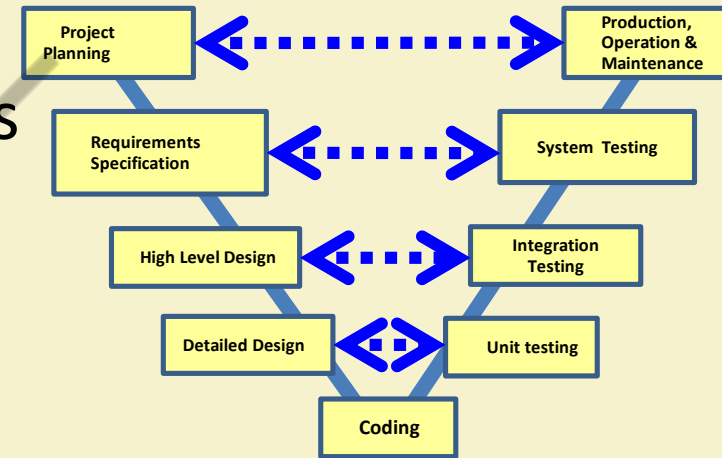 Project
Planning
Production,
Operation &
Maintenance
s
Requirements
Specification
System Testing
High Level Design
Integration
Testing
Detailed Design
Unit testing
Coding